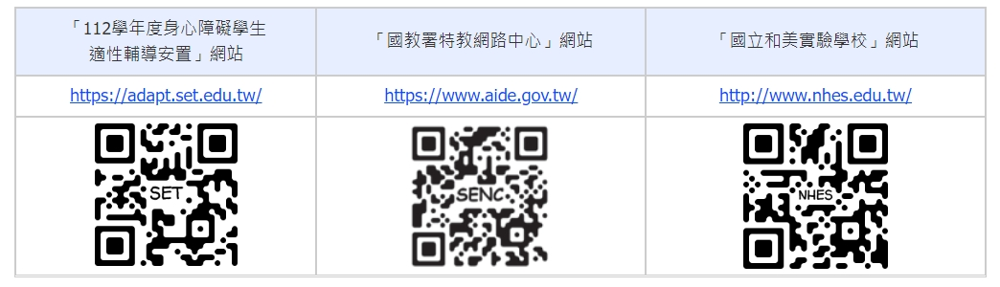 「112學年度身心障礙學生
適性輔導安置」網站
「國教署特教網路中心」網站
「國立和美實驗學校」網站
https://adapt.set.edu.tw/
https://www.aide.gov.tw/
http://www.nhes.edu.tw/
SET
SENC
NHES